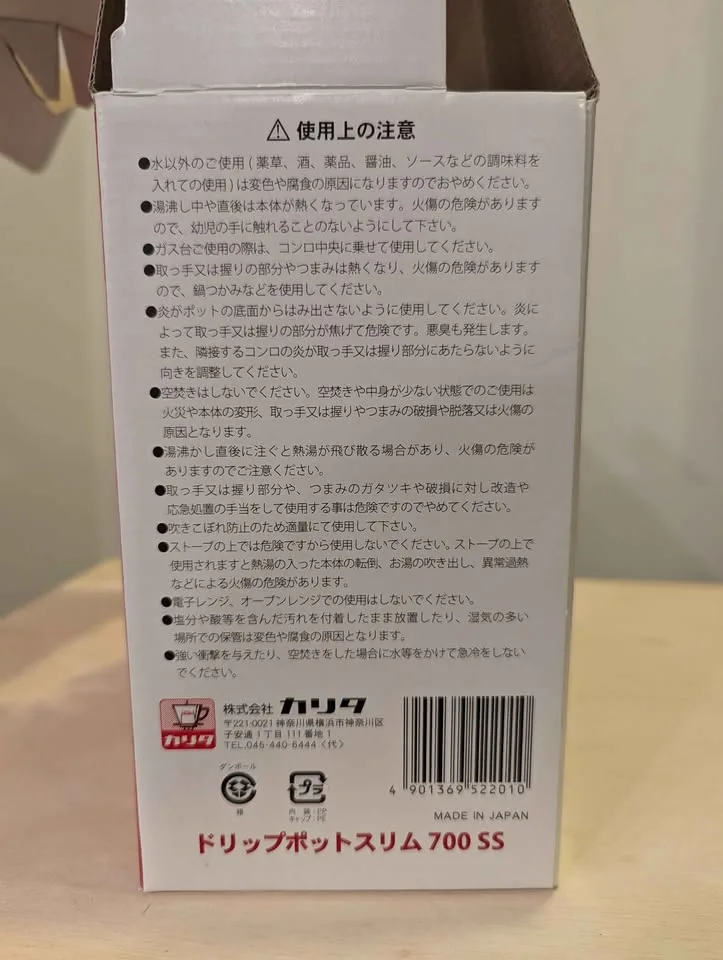 ⚠ 使用上の注意
●水以外のご使用(薬草、酒、薬品、醤油、ソースなどの調味料を
入れての使用)は変色や腐食の原因になりますのでおやめください。
●湯沸し中や直後は本体が熱くなっています。火傷の危険があります
ので、幼児の手に触れることのないようにして下さい。
●ガス台ご使用の際は、コンロ中央に乗せて使用してください。
●取っ手又は握りの部分やつまみは熱くなり、火傷の危険があります
ので、鍋つかみなどを使用してください。
●炎がポットの底面からはみ出さないように使用してください。炎に
よって取っ手又は握りの部分が焦げて危険です。悪臭も発生します。
また、隣接するコンロの炎が取っ手又は握り部分にあたらないように
向きを調整してください。
●空焚きはしないでください。空焚きや中身が少ない状態でのご使用は
火災や本体の変形、取っ手又は握りやつまみの破損や脱落又は火傷の
原因となります。
●湯沸かし直後に注ぐと熱湯が飛び散る場合があり、火傷の危険が
ありますのでご注意ください。
●取っ手又は握り部分や、つまみのガタツキや破損に対し改造や
応急処置の手当をして使用する事は危険ですのでやめてください。
●吹きこぼれ防止のため適量にて使用して下さい。
●ストーブの上では危険ですから使用しないでください。ストーブの上で
使用されますと熱湯の入った本体の転倒、お湯の吹き出し、異常過熱
などによる火傷の危険があります。
●電子レンジ、オーブンレンジでの使用はしないでください。
●塩分や酸等を含んだ汚れを付着したまま放置したり、湿気の多い
場所での保管は変色や腐食の原因となります。
●強い衝撃を与えたり、空焚きをした場合に水等をかけて急冷をしない
でください。
カリタ
株式会社 カリタ
〒221-0021 神奈川県横浜市神奈川区
子安通1丁目111番地1
TEL.045-440-6444〈代〉
ダンボール
箱
プラ
内袋:PP
キャップ:PE
4 901369 522010
MADE IN JAPAN
ドリップポットスリム 700 SS